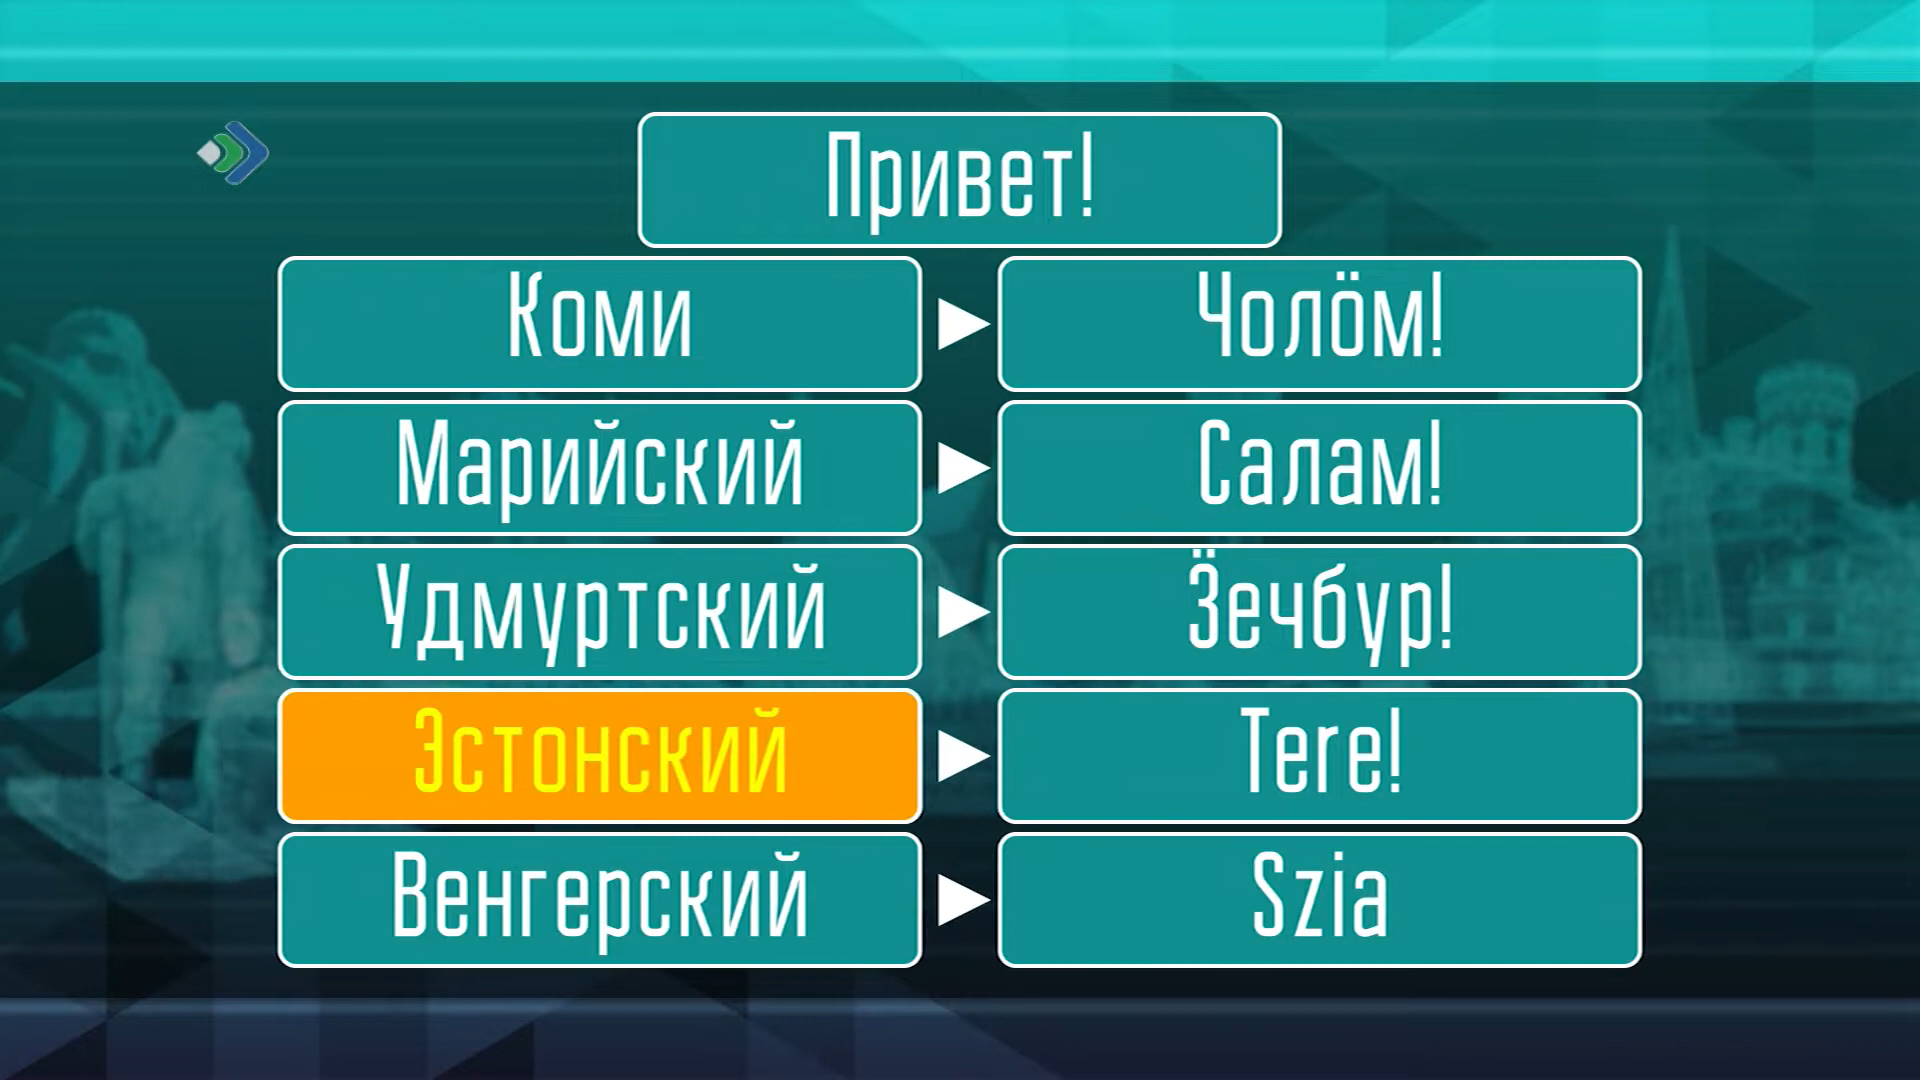 Привет!
Коми ▶ Чолӧм!
Марийский ▶ Салам!
Удмуртский ▶ Ӟечбур!
Эстонский ▶ Tere!
Венгерский ▶ Szia